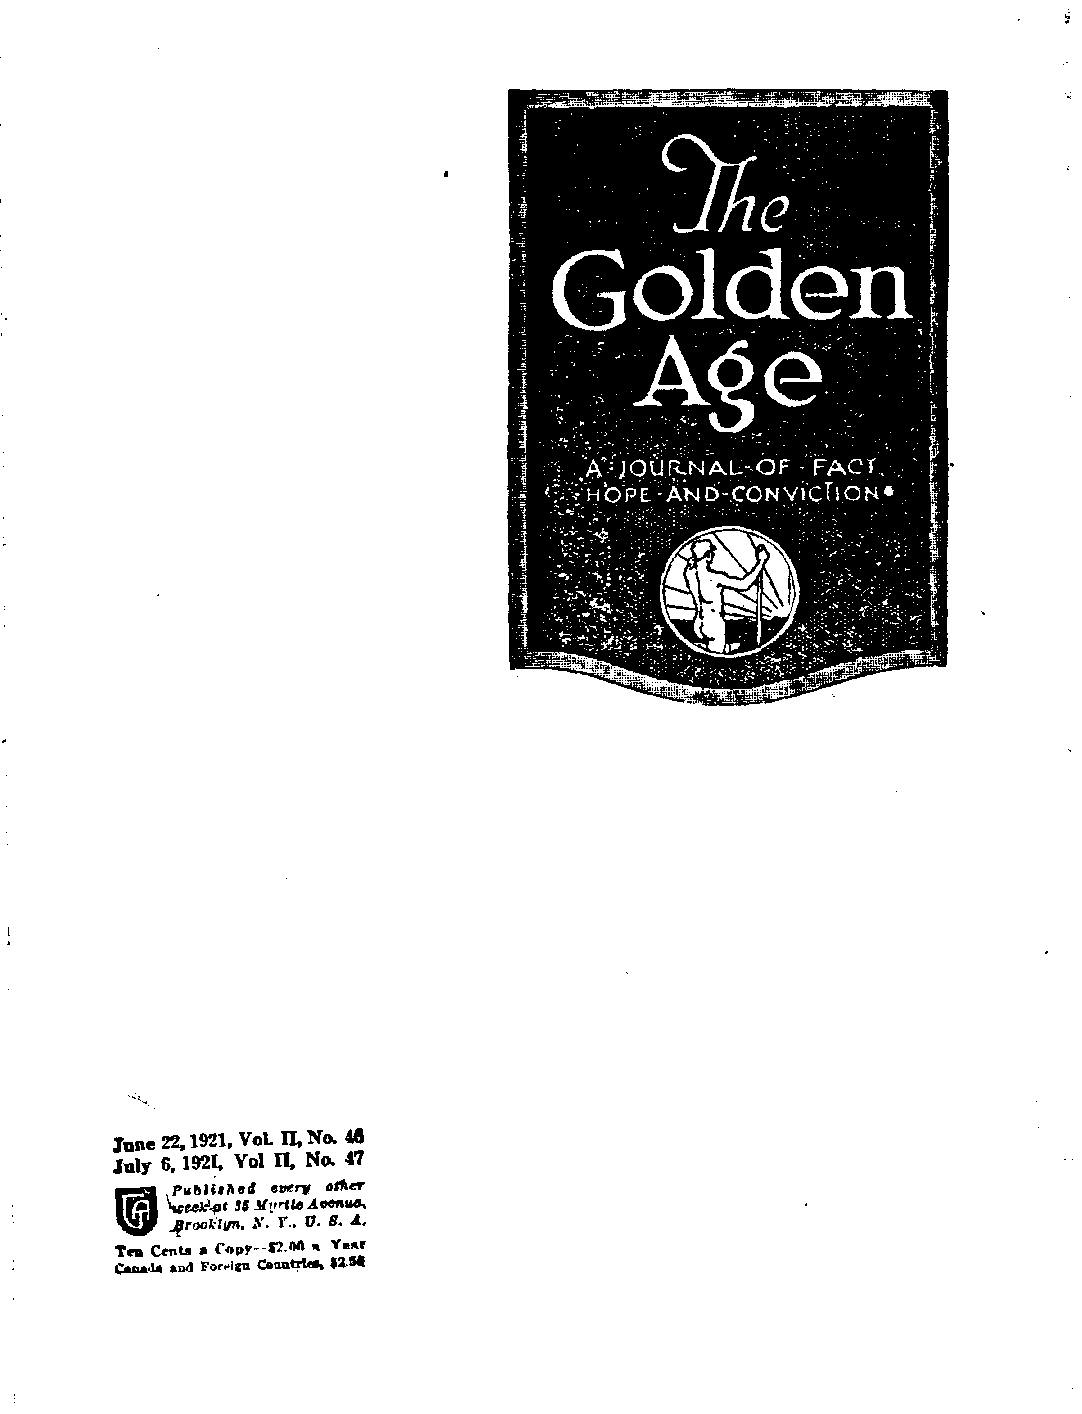 The
Golden
Age
A-JOURNAL-OF-FACT
HOPE-AND-CONVICTION
June 22, 1921, Vol. II, No. 46
July 6, 1921, Vol II, No. 47
Published every other
week at 35 Myrtle Avenue,
Brooklyn, N. Y., U. S. A.
Ten Cents a Copy--$2.00 a Year
Canada and Foreign Countries, $2.50